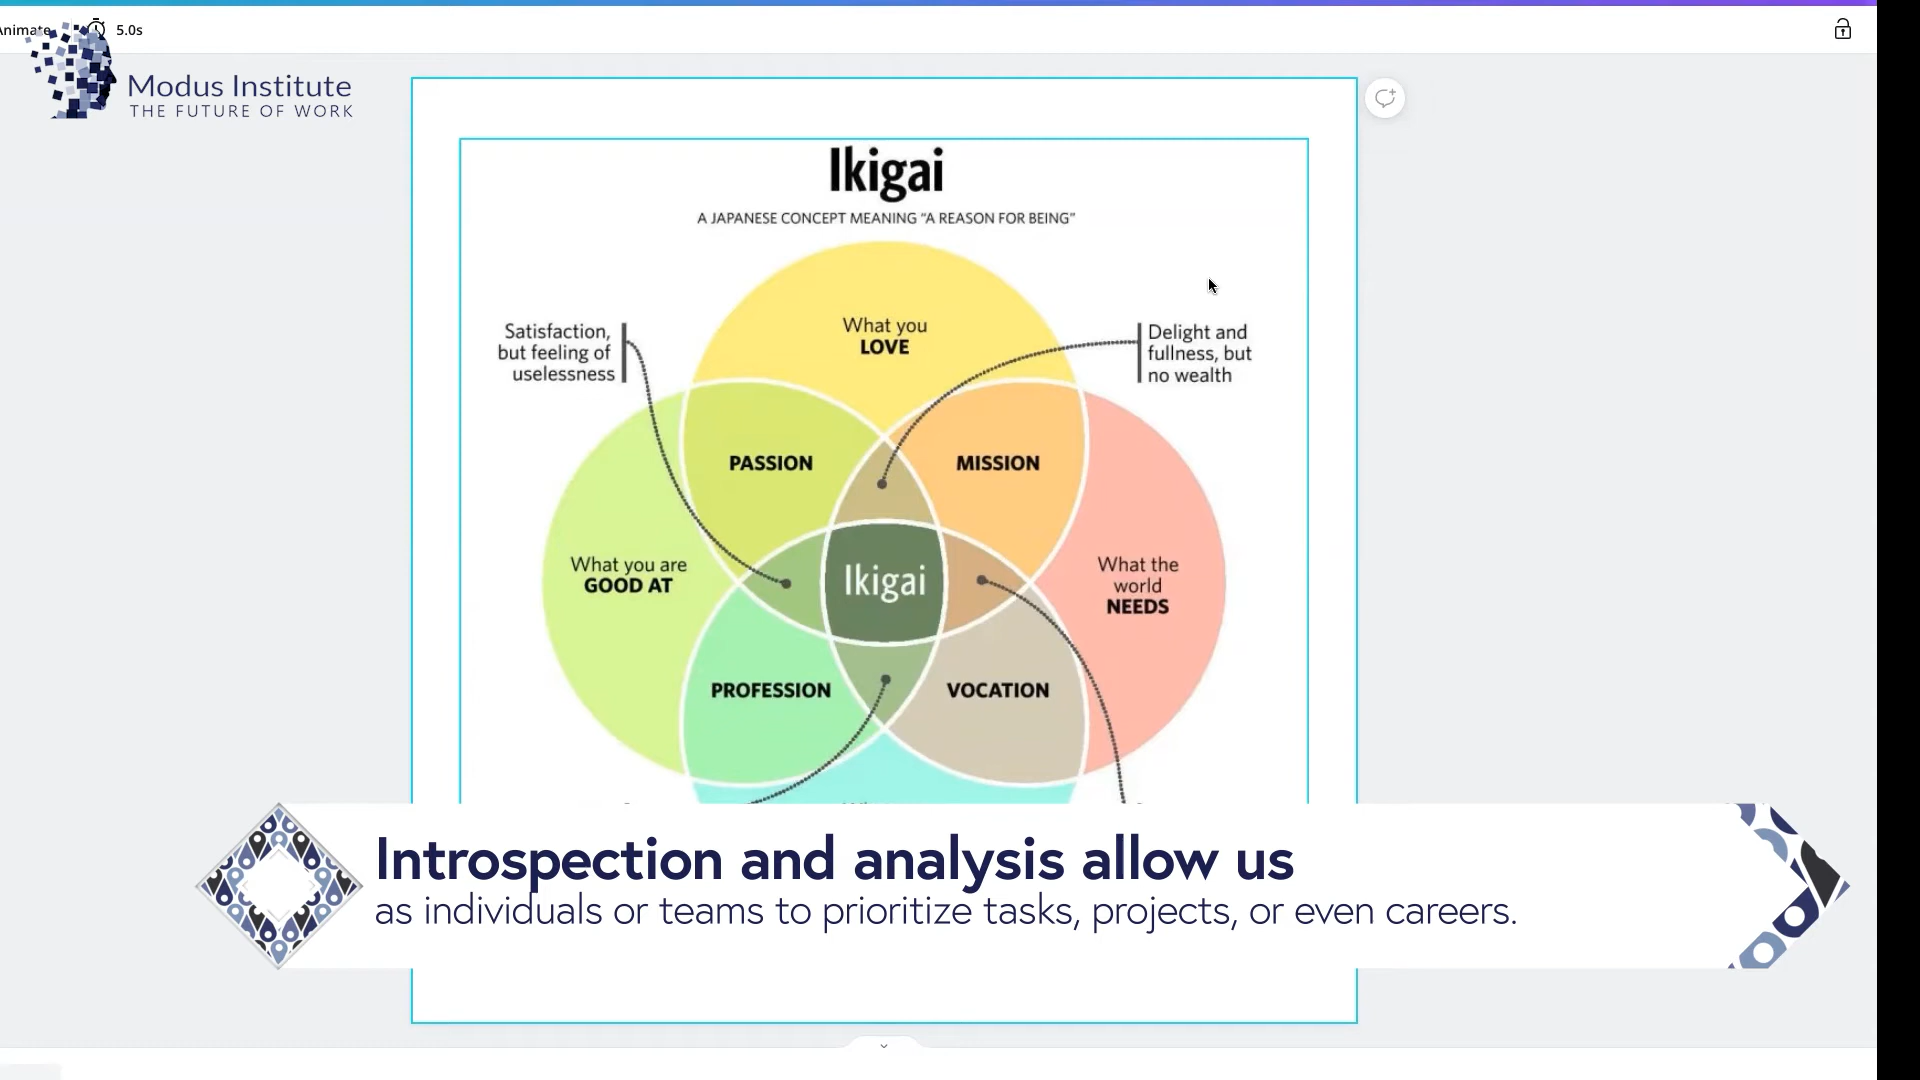 Animate
5.0s
Modus Institute
THE FUTURE OF WORK
Ikigai
A JAPANESE CONCEPT MEANING "A REASON FOR BEING"
Satisfaction,
but feeling of
uselessness
What you
LOVE
Delight and
fullness, but
no wealth
PASSION
MISSION
What you are
GOOD AT
Ikigai
What the
world
NEEDS
PROFESSION
VOCATION
Introspection and analysis allow us
as individuals or teams to prioritize tasks, projects, or even careers.